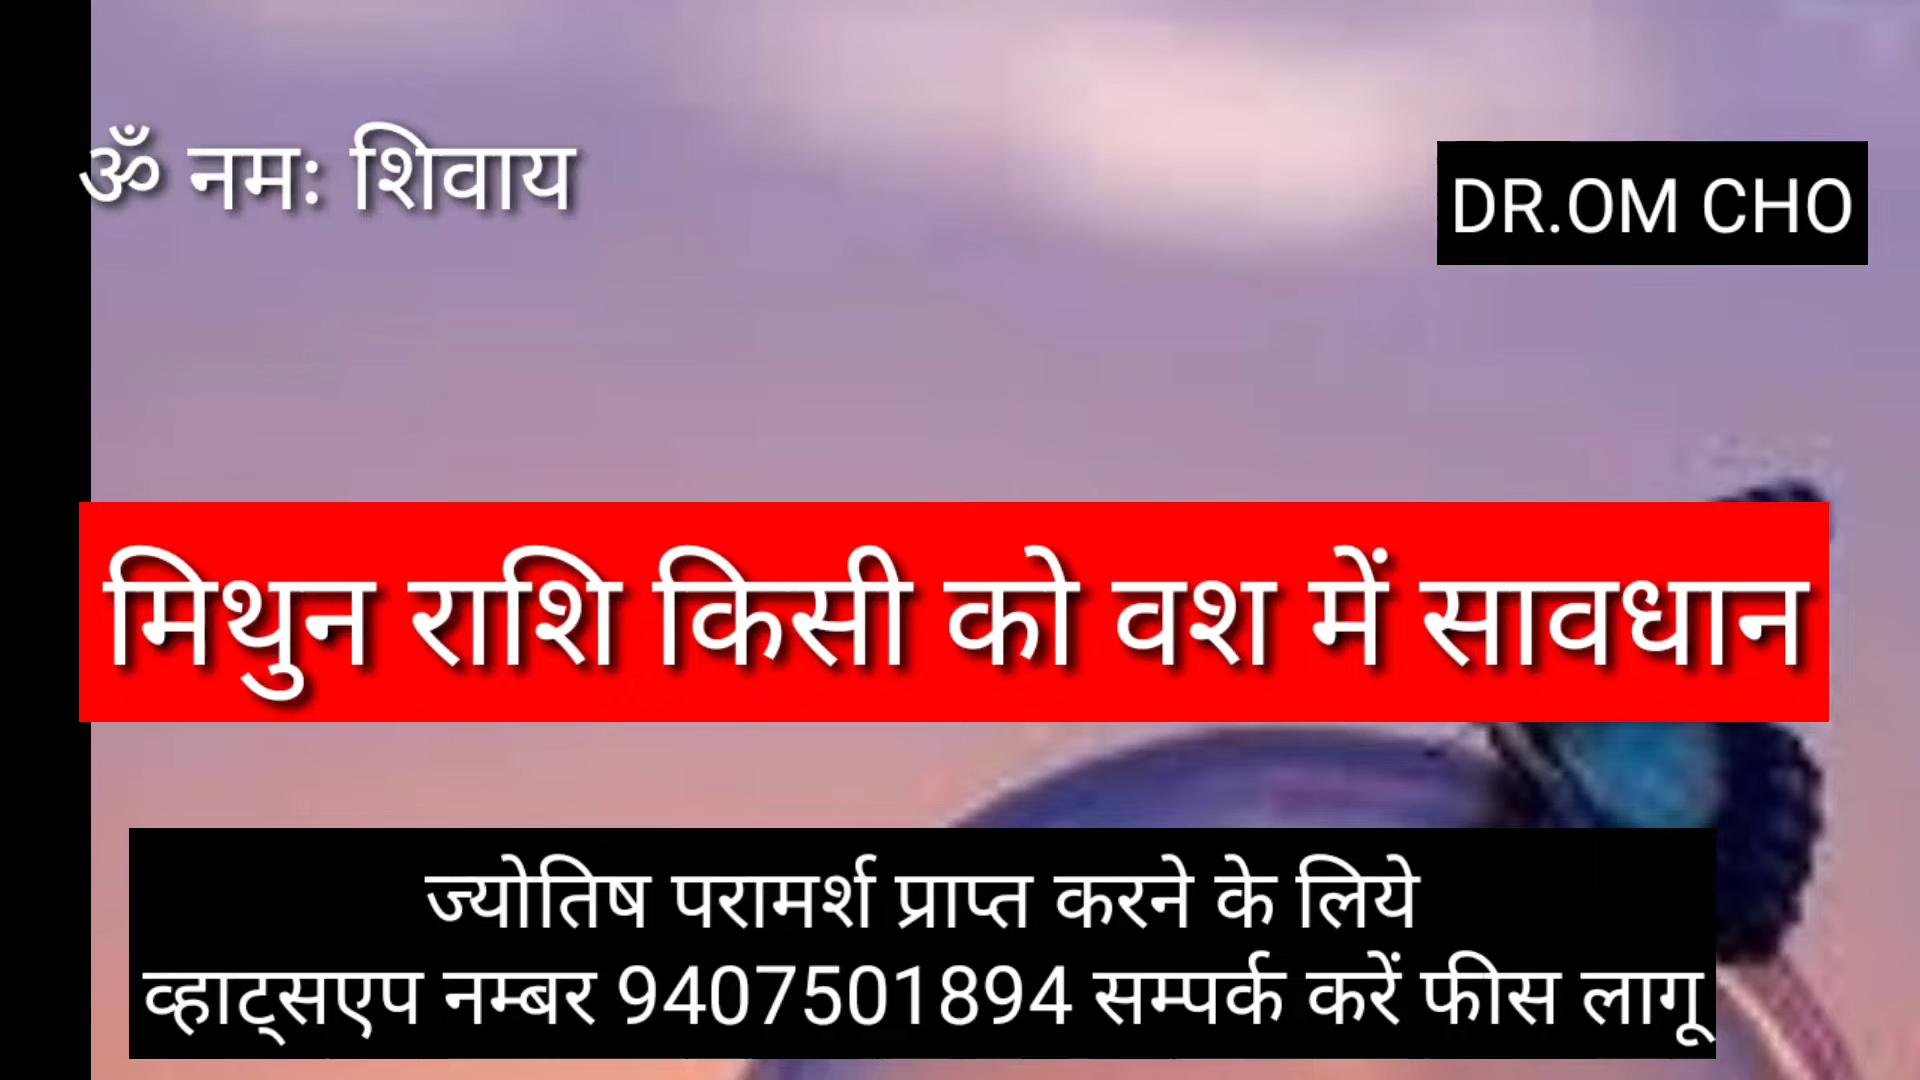 ॐ नमः शिवाय
DR.OM CHO
मिथुन राशि किसी को वश में सावधान
ज्योतिष परामर्श प्राप्त करने के लिये
व्हाट्सएप नम्बर 9407501894 सम्पर्क करें फीस लागू